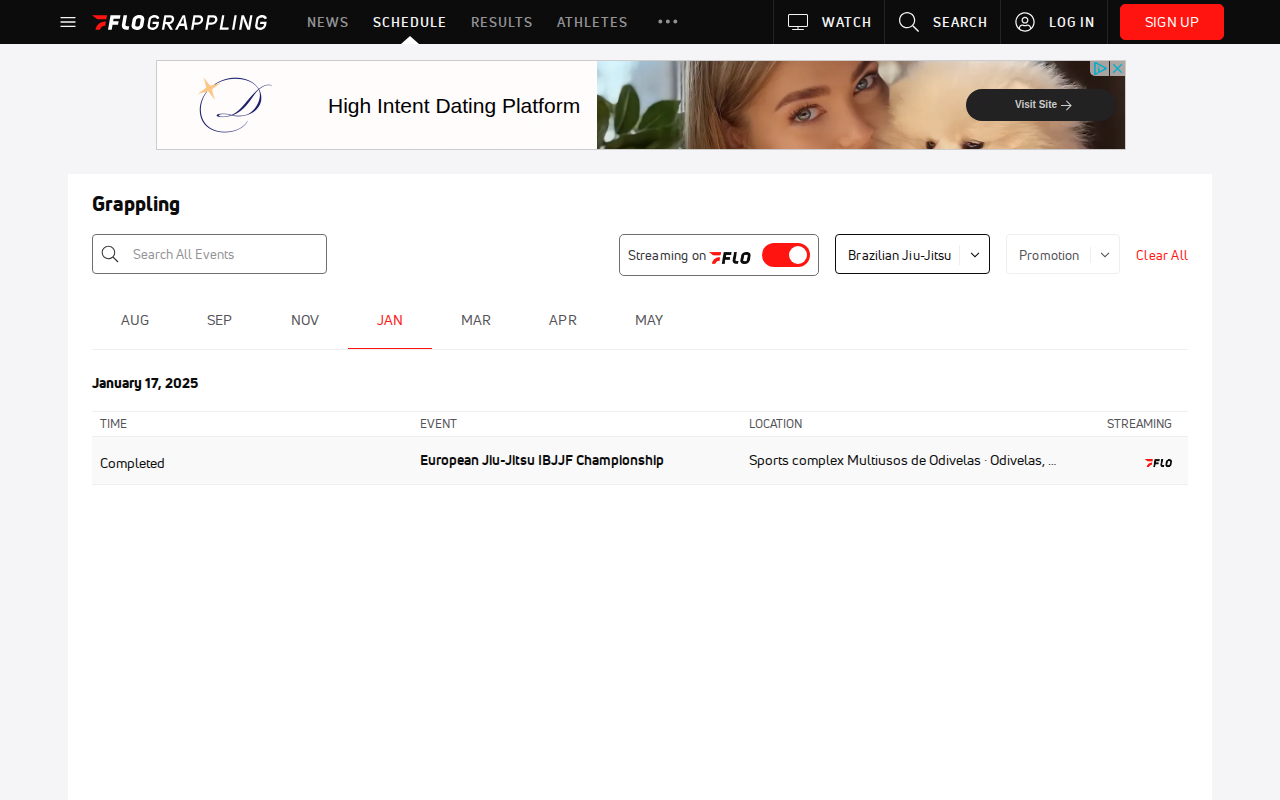 FLOGRAPPLING NEWS SCHEDULE RESULTS ATHLETES WATCH SEARCH LOG IN SIGN UP
High Intent Dating Platform Visit Site →
Grappling
Search All Events Streaming on FLO Brazilian Jiu-Jitsu Promotion Clear All
AUG SEP NOV JAN MAR APR MAY
January 17, 2025
TIME EVENT LOCATION STREAMING
Completed European Jiu-Jitsu IBJJF Championship Sports complex Multiusos de Odivelas · Odivelas, ... FLO